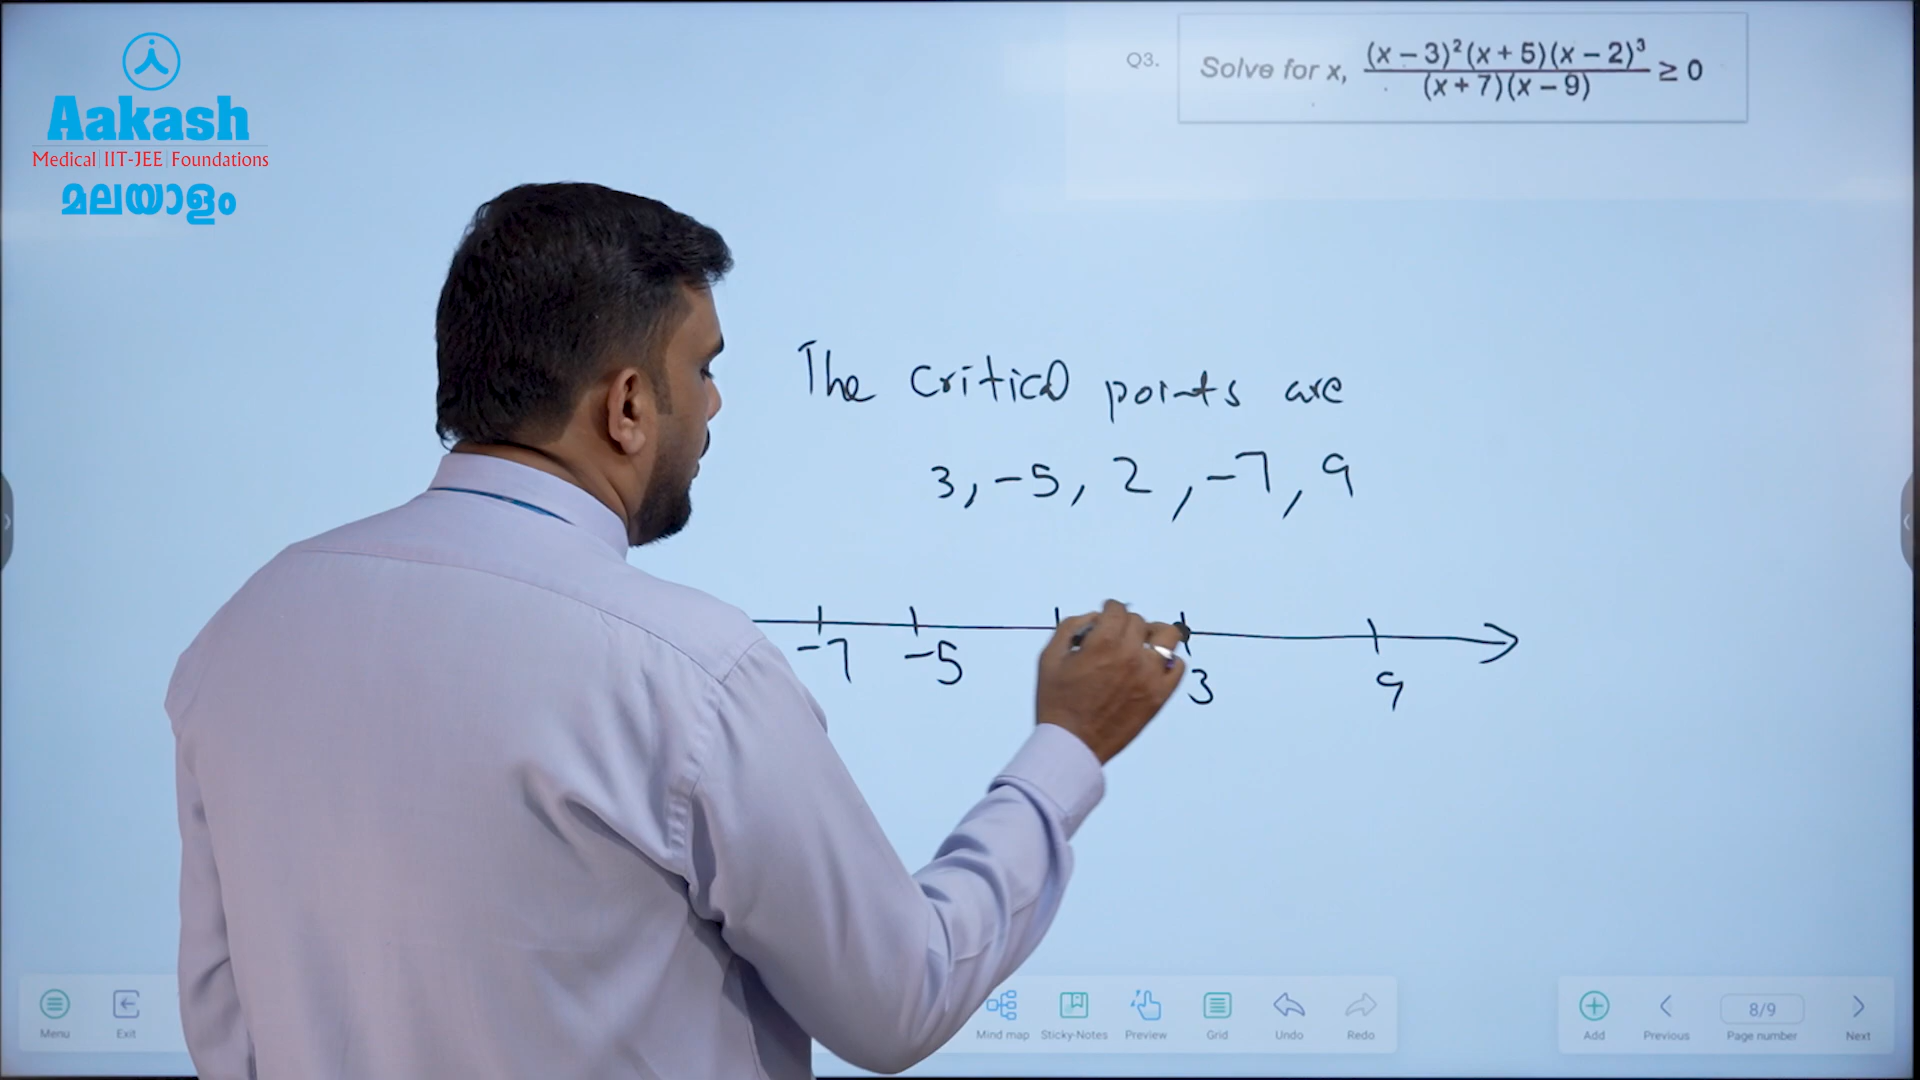 Aakash
Medical | IIT-JEE | Foundations
മലയാളം
Q3. Solve for x, (x – 3)²(x + 5)(x – 2)³ / (x + 7)(x – 9) ≥ 0
The critical points are
3, -5, 2, -7, 9
-7 -5 3 9
Menu Exit Mind map Sticky-Notes Preview Grid Undo Redo Add Previous 8/9 Page number Next